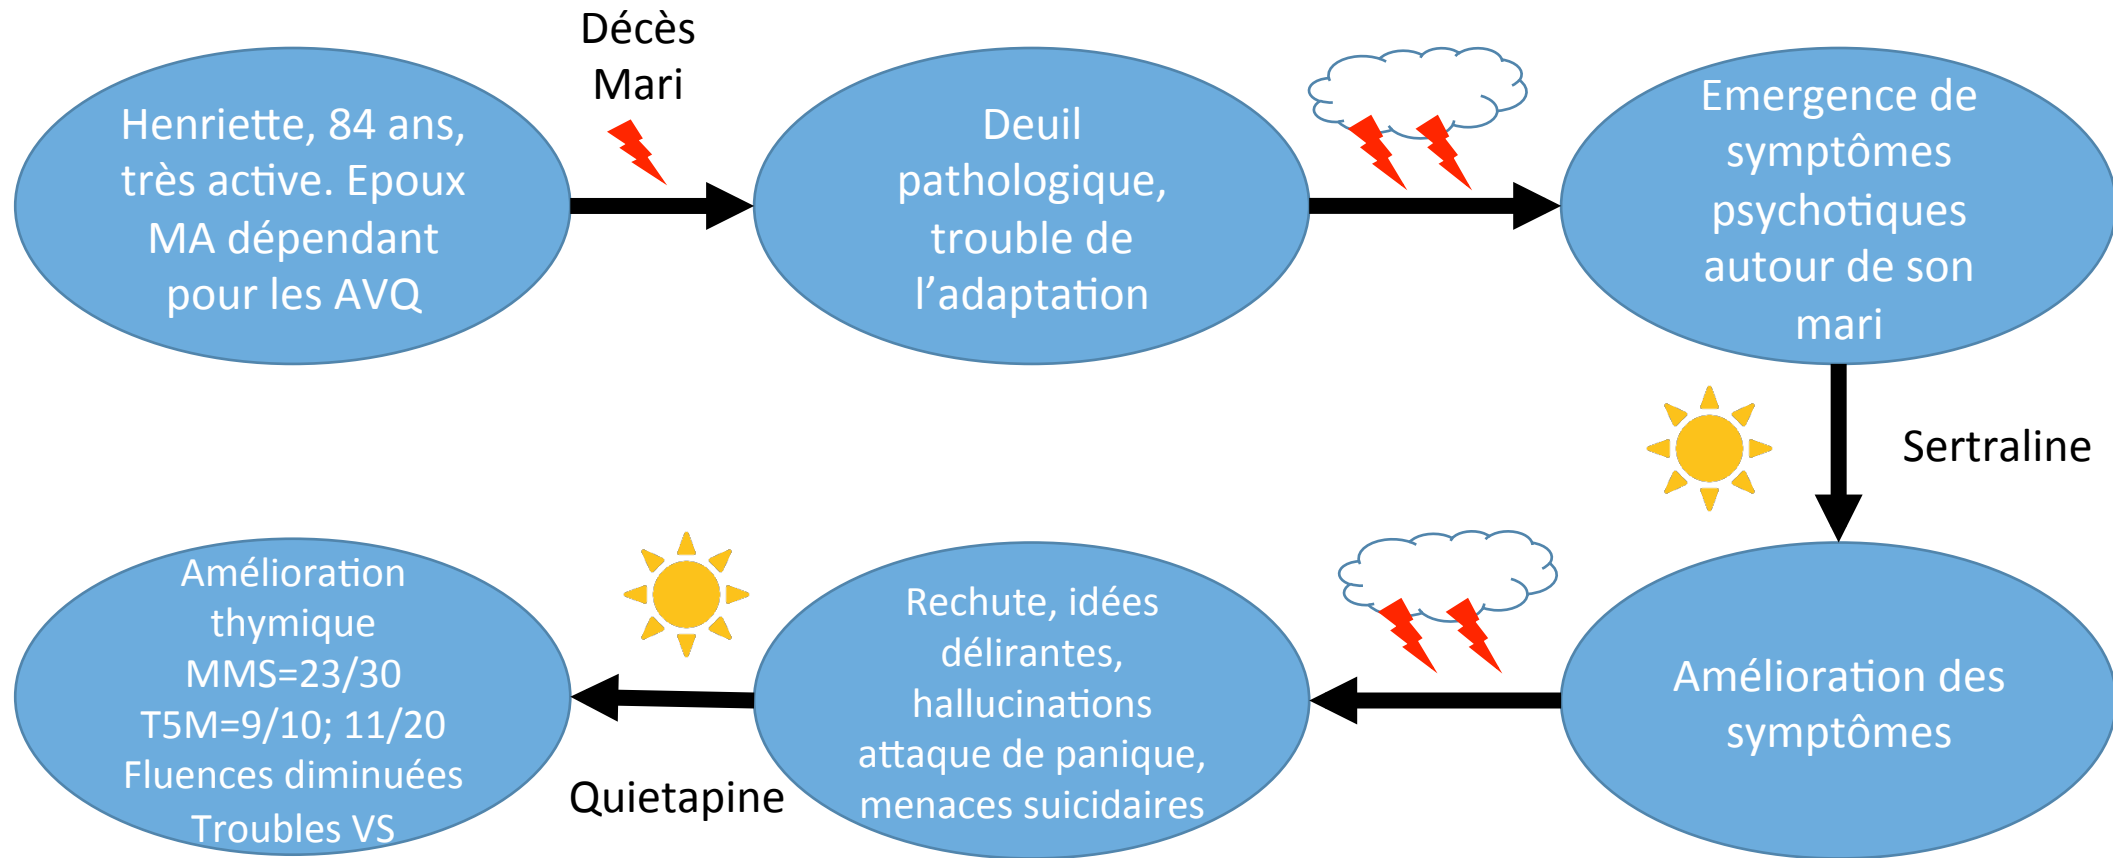 Henriette, 84 ans,
très active. Epoux
MA dépendant
pour les AVQ
Décès
Mari
Deuil
pathologique,
trouble de
l’adaptation
Emergence de
symptômes
psychotiques
autour de son
mari
Sertraline
Amélioration des
symptômes
Rechute, idées
délirantes,
hallucinations
attaque de panique,
menaces suicidaires
Quietapine
Amélioration
thymique
MMS=23/30
T5M=9/10; 11/20
Fluences diminuées
Troubles VS